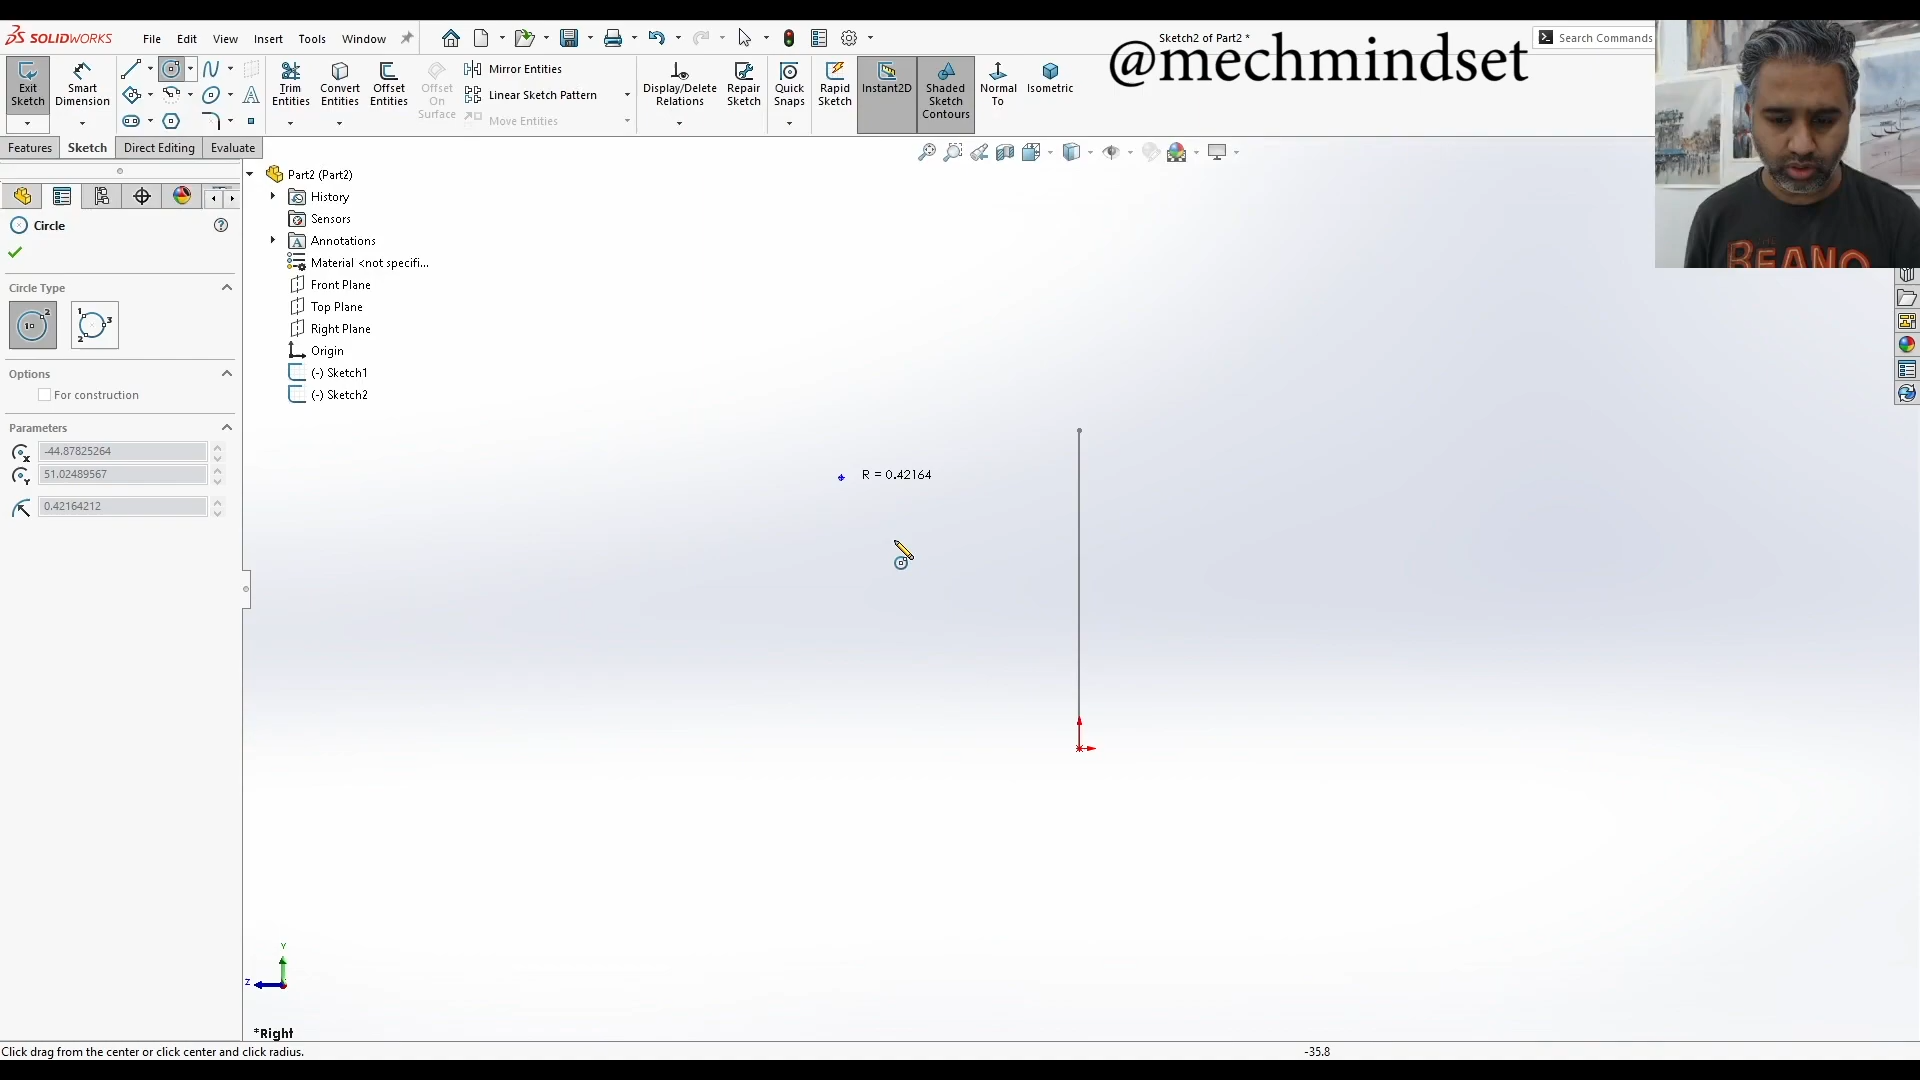 SOLIDWORKS
File Edit View Insert Tools Window
Sketch2 of Part2 *
Search Commands
@mechmindset
Exit Sketch
Smart Dimension
Trim Entities
Convert Entities
Offset Entities
Offset On Surface
Mirror Entities
Linear Sketch Pattern
Move Entities
Display/Delete Relations
Repair Sketch
Quick Snaps
Rapid Sketch
Instant2D
Shaded Sketch Contours
Normal To
Isometric
Features Sketch Direct Editing Evaluate
Circle
Circle Type
Options
For construction
Parameters
-44.87825264
51.02489567
0.42164212
Part2 (Part2)
History
Sensors
Annotations
Material <not specifi...
Front Plane
Top Plane
Right Plane
Origin
(-) Sketch1
(-) Sketch2
R = 0.42164
THE
BEANO
Y
Z
*Right
Click drag from the center or click center and click radius.
-35.8